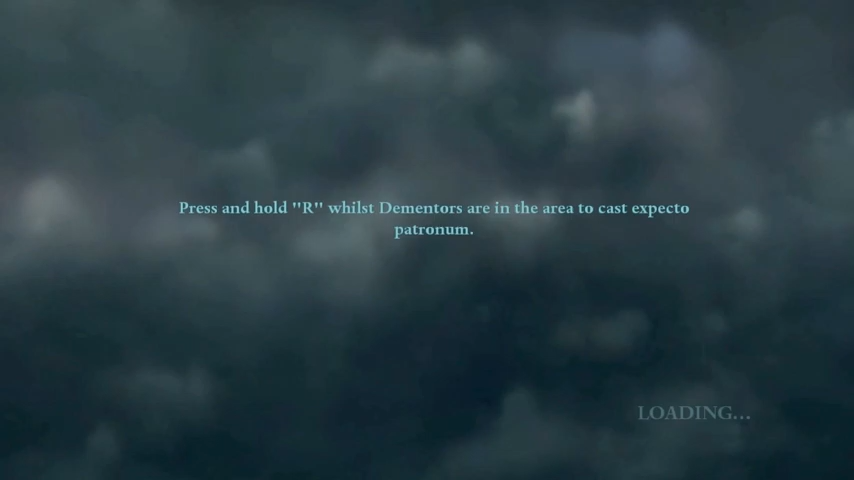 Press and hold "R" whilst Dementors are in the area to cast expecto
patronum.
LOADING...